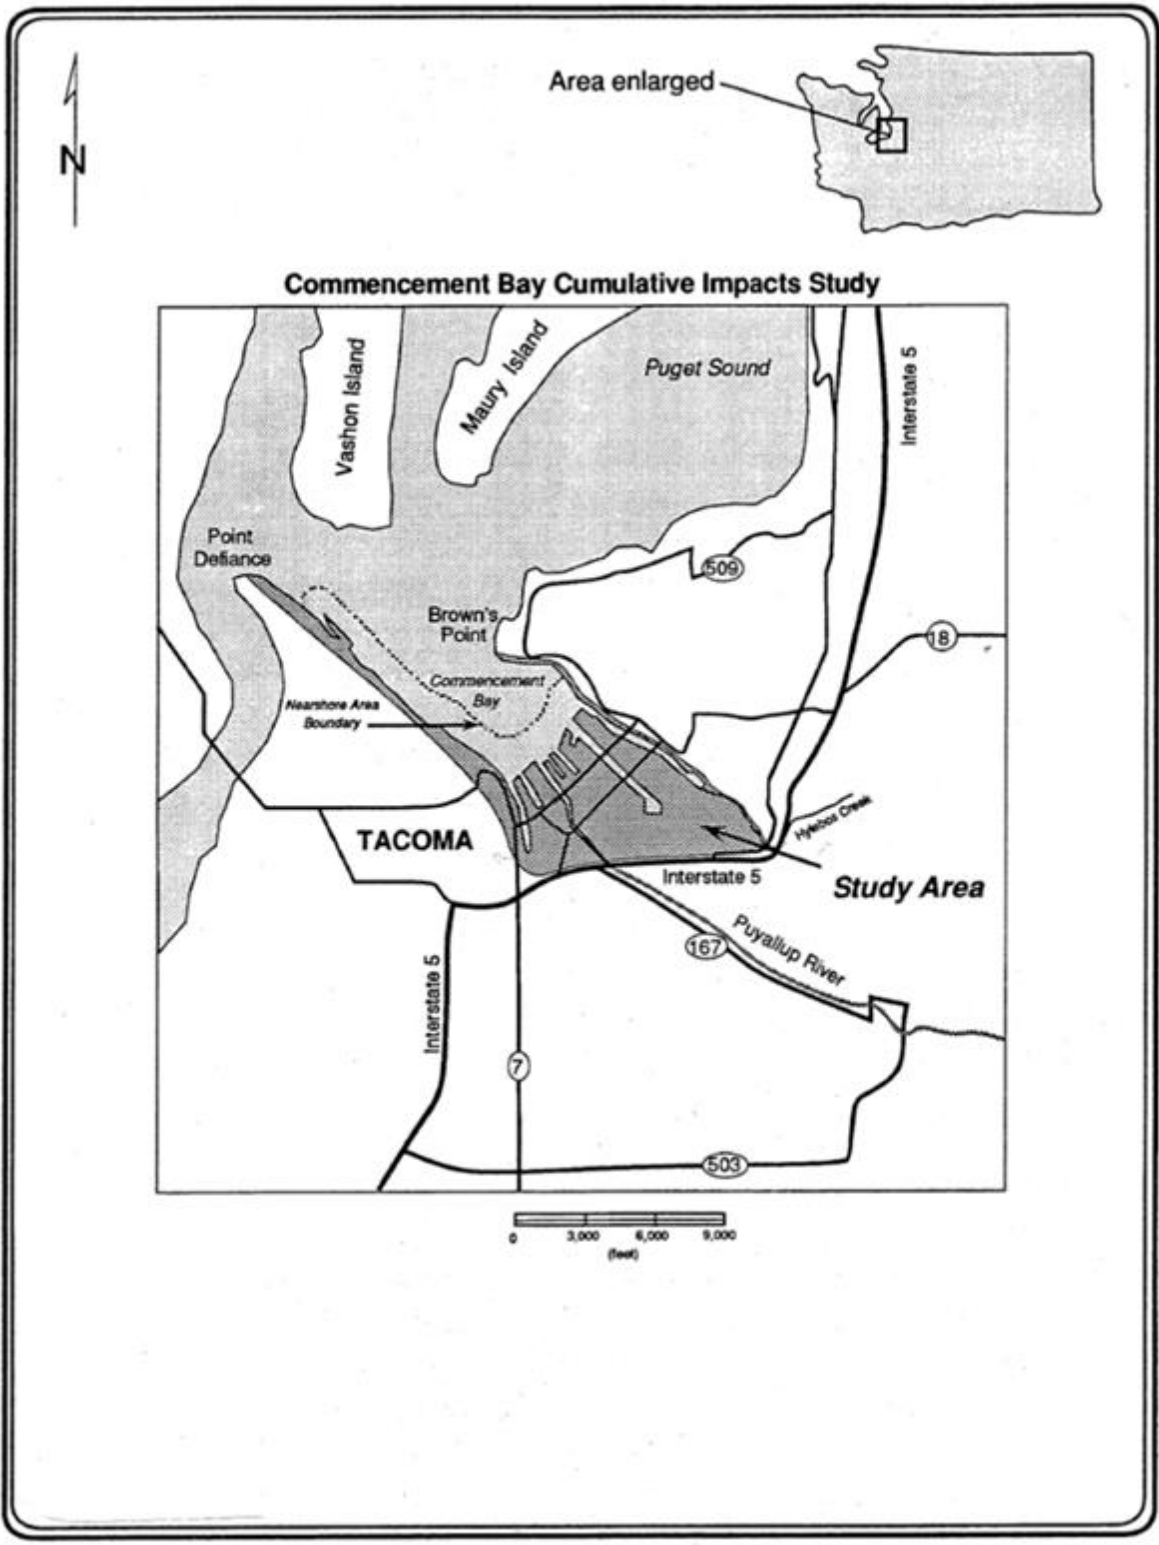 Area enlarged
N
Commencement Bay Cumulative Impacts Study
Vashon Island
Maury Island
Puget Sound
Interstate 5
Point
Defiance
509
Brown's
Point
18
Commencement
Bay
Nearshore Area
Boundary
TACOMA
Hylebos Creek
Interstate 5
Study Area
167
Puyallup River
Interstate 5
7
503
0 3,000 6,000 9,000
(feet)